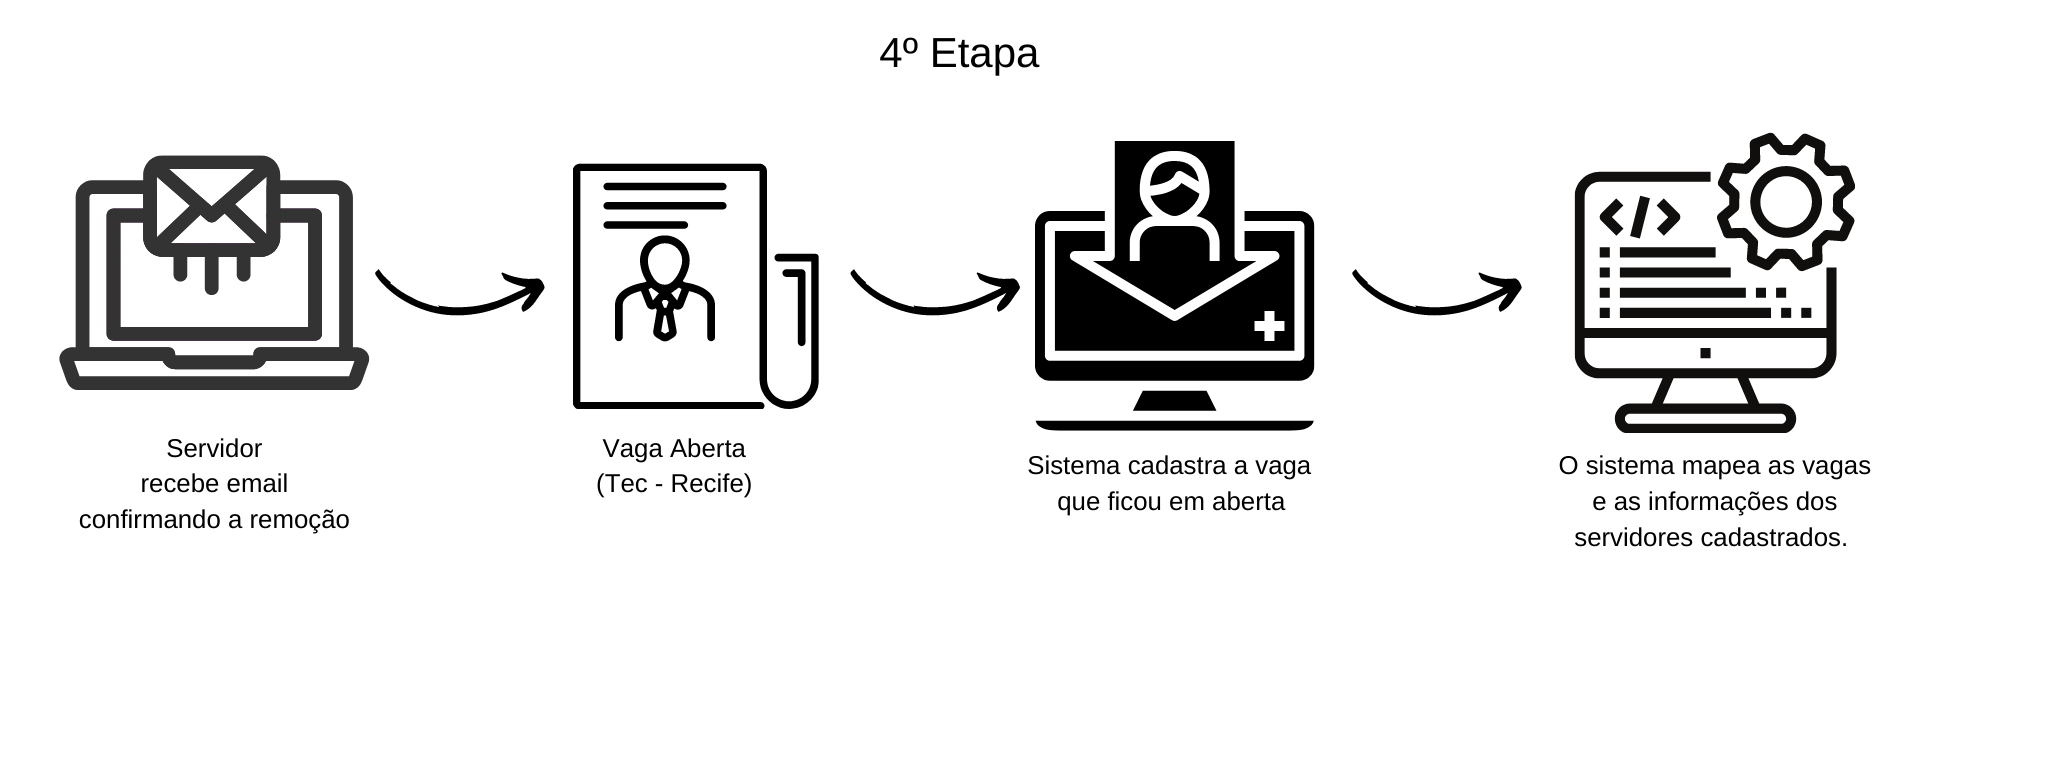 4º Etapa
Servidor
recebe email
confirmando a remoção
Vaga Aberta
(Tec - Recife)
Sistema cadastra a vaga
que ficou em aberta
O sistema mapea as vagas
e as informações dos
servidores cadastrados.